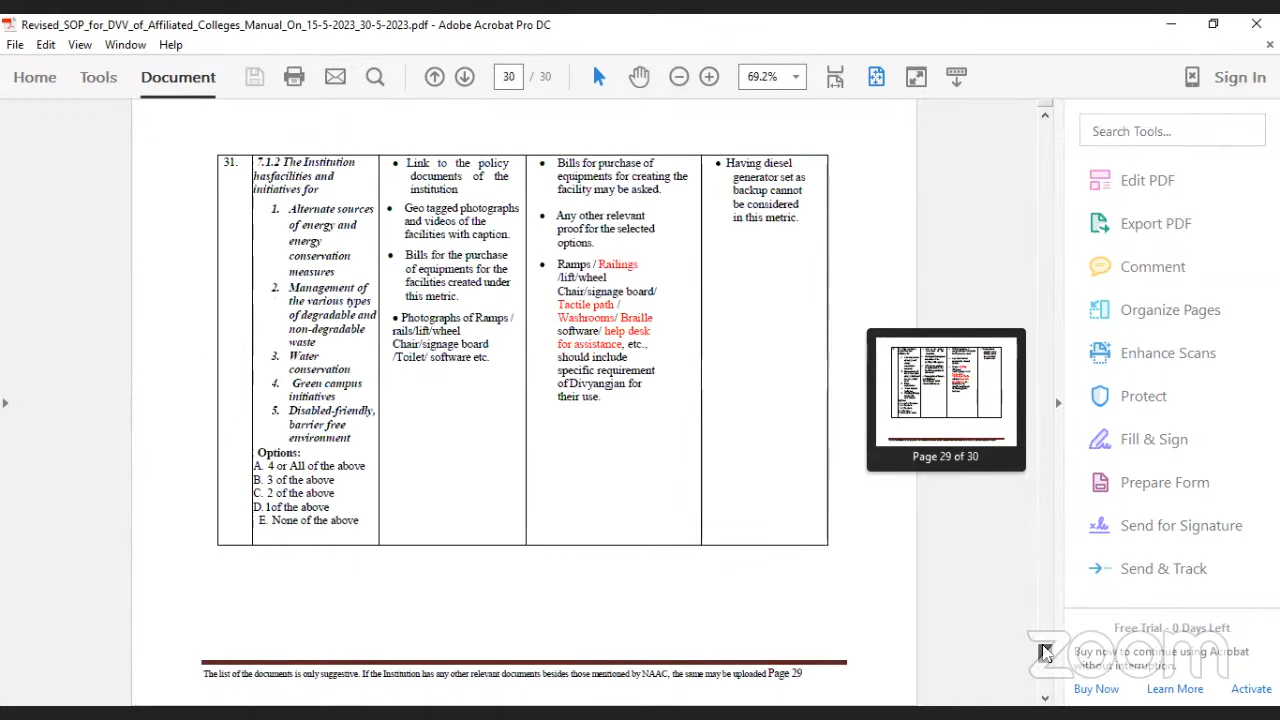 Revised_SOP_for_DVV_of_Affiliated_Colleges_Manual_On_15-5-2023_30-5-2023.pdf - Adobe Acrobat Pro DC
File Edit View Window Help
Home Tools Document 30 / 30 69.2% Sign In
31.
7.1.2 The Institution
hasfacilities and
initiatives for
1. Alternate sources
of energy and
energy
conservation
measures
2. Management of
the various types
of degradable and
non-degradable
waste
3. Water
conservation
4. Green campus
initiatives
5. Disabled-friendly,
barrier free
environment
Options:
A. 4 or All of the above
B. 3 of the above
C. 2 of the above
D. 1of the above
E. None of the above
• Link to the policy
documents of the
institution
• Geo tagged photographs
and videos of the
facilities with caption.
• Bills for the purchase
of equipments for the
facilities created under
this metric.
• Photographs of Ramps /
rails/lift/wheel
Chair/signage board
/Toilet/ software etc.
• Bills for purchase of
equipments for creating the
facility may be asked.
• Any other relevant
proof for the selected
options.
• Ramps / Railings
/lift/wheel
Chair/signage board/
Tactile path /
Washrooms/ Braille
software/ help desk
for assistance, etc.,
should include
specific requirement
of Divyangjan for
their use.
• Having diesel
generator set as
backup cannot
be considered
in this metric.
The list of the documents is only suggestive. If the Institution has any other relevant documents besides those mentioned by NAAC, the same may be uploaded Page 29
Page 29 of 30
Search Tools...
Edit PDF
Export PDF
Comment
Organize Pages
Enhance Scans
Protect
Fill & Sign
Prepare Form
Send for Signature
Send & Track
Free Trial - 0 Days Left
Buy now to continue using Acrobat
without interruption.
Buy Now Learn More Activate
zoom